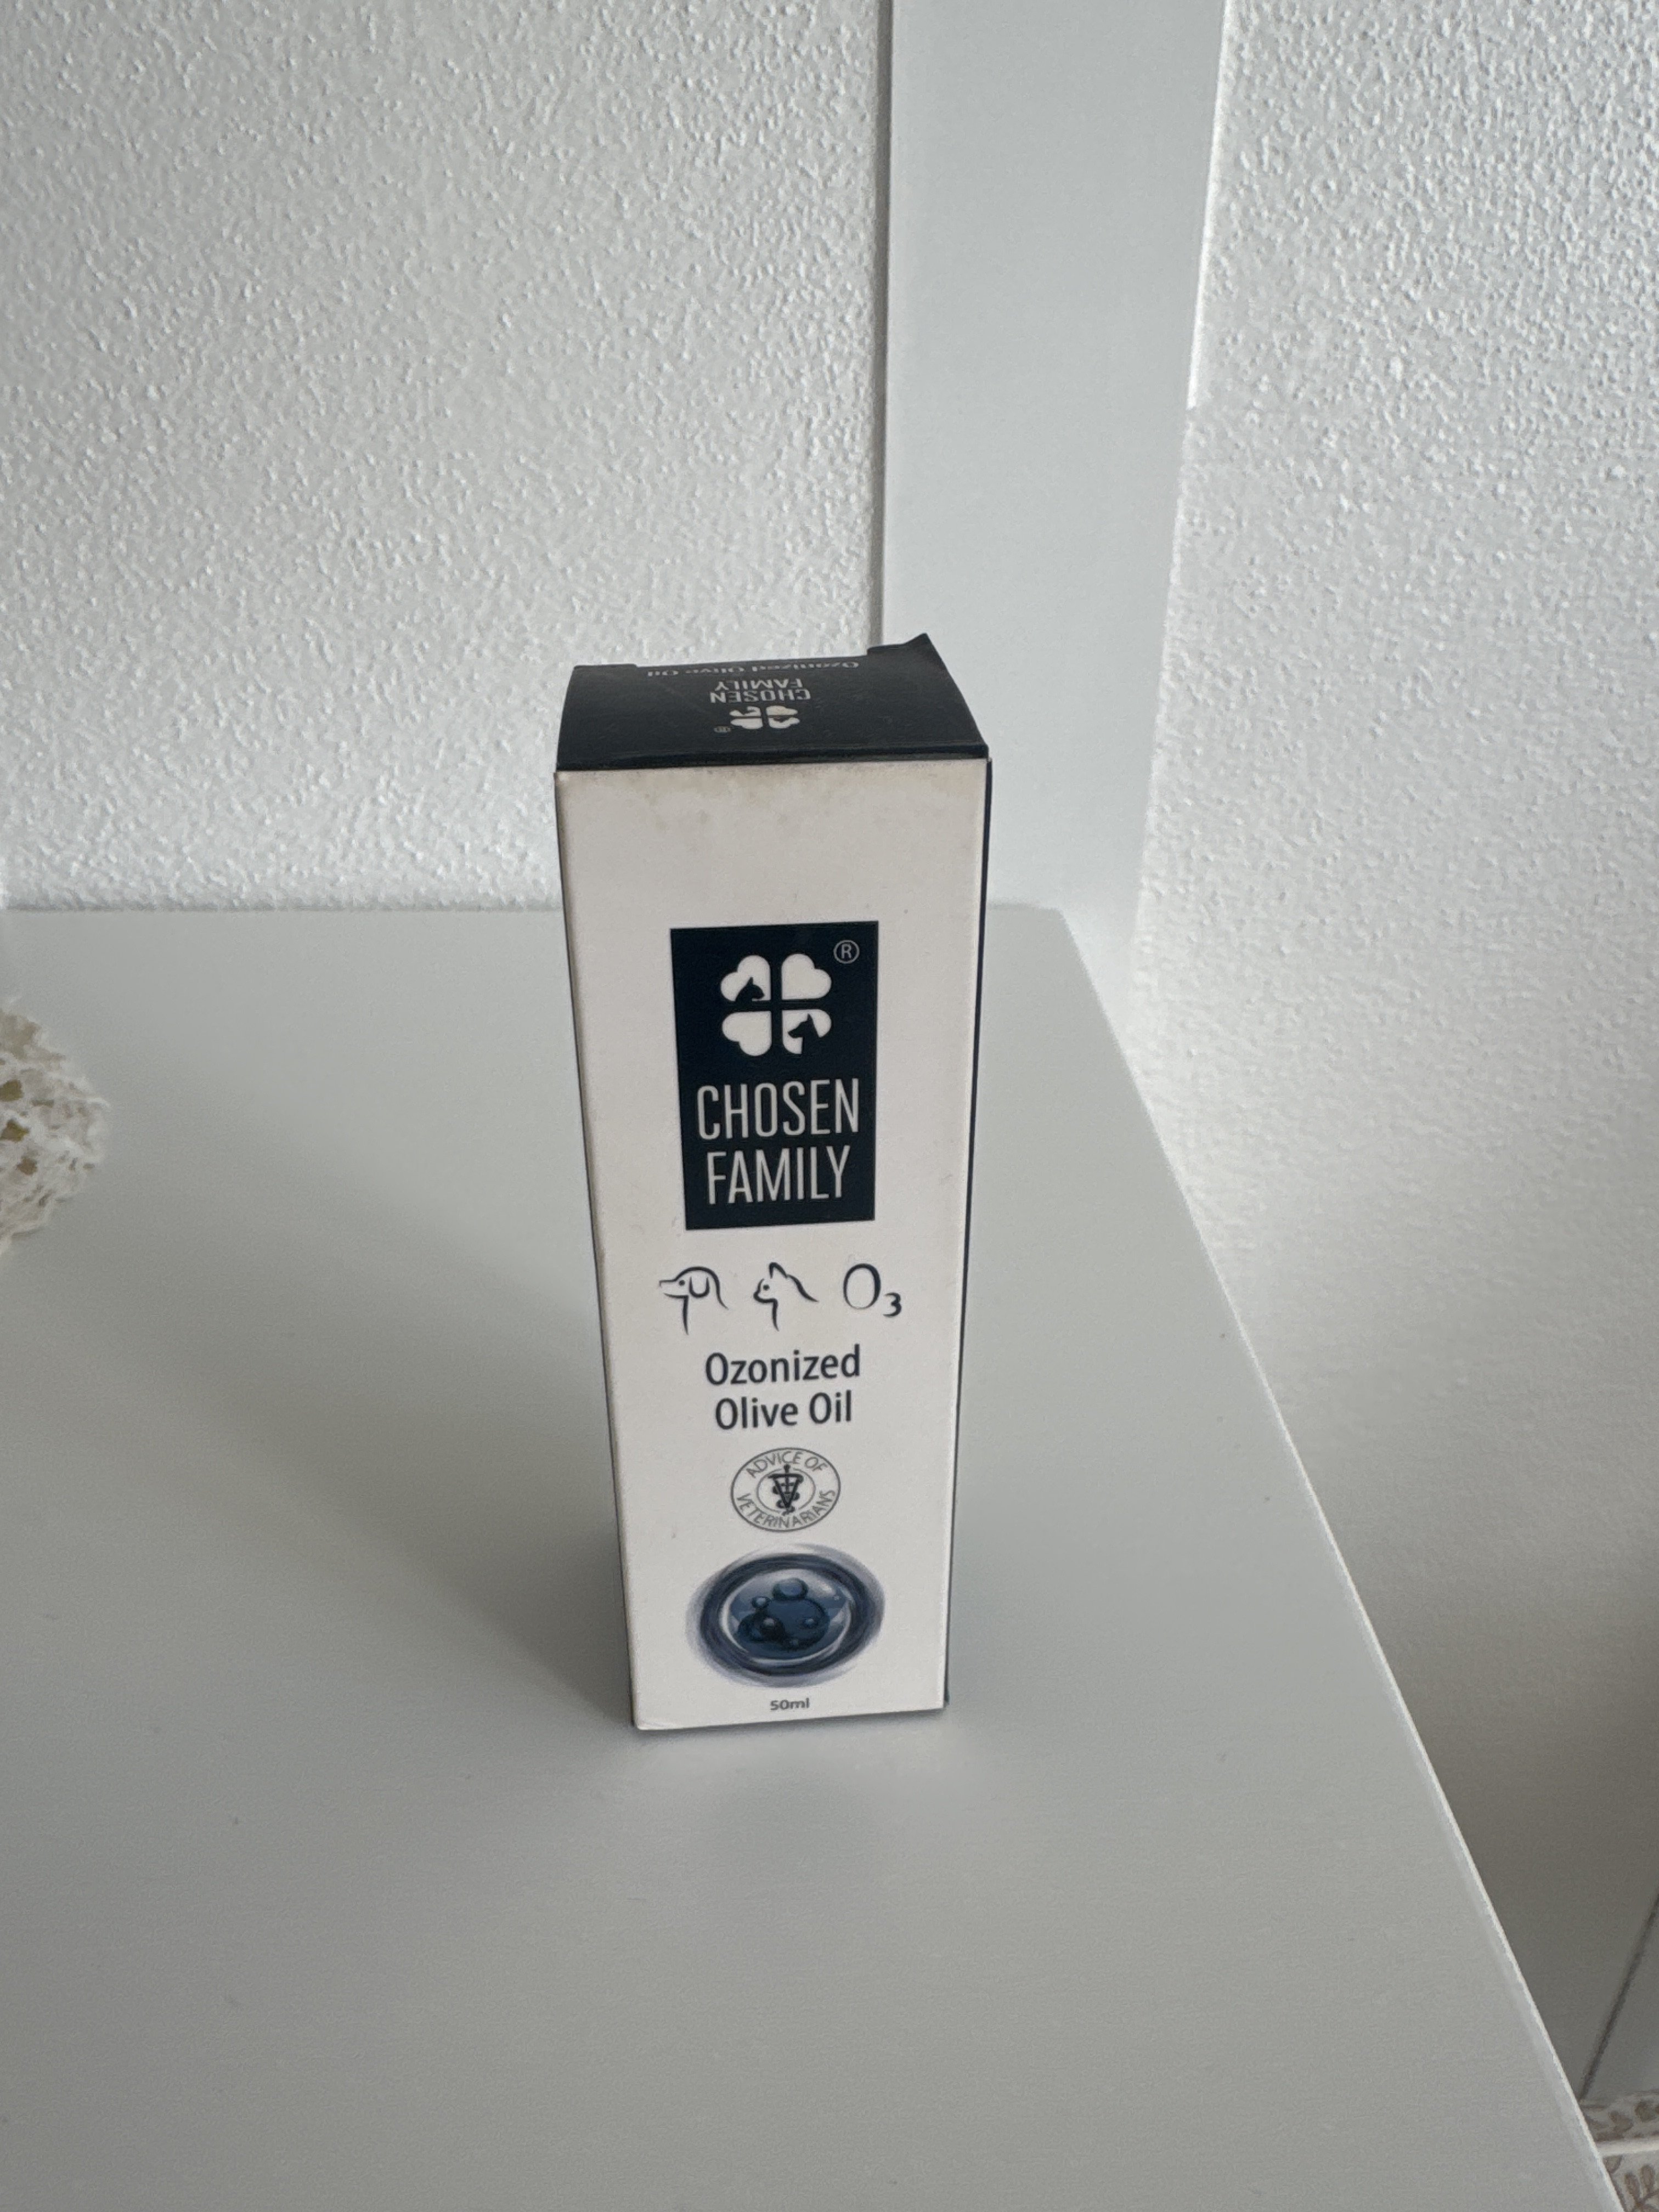 Ozonized Olive Oil
CHOSEN
FAMILY
®
®
CHOSEN
FAMILY
O3
Ozonized
Olive Oil
ADVICE OF
VETERINARIANS
50ml